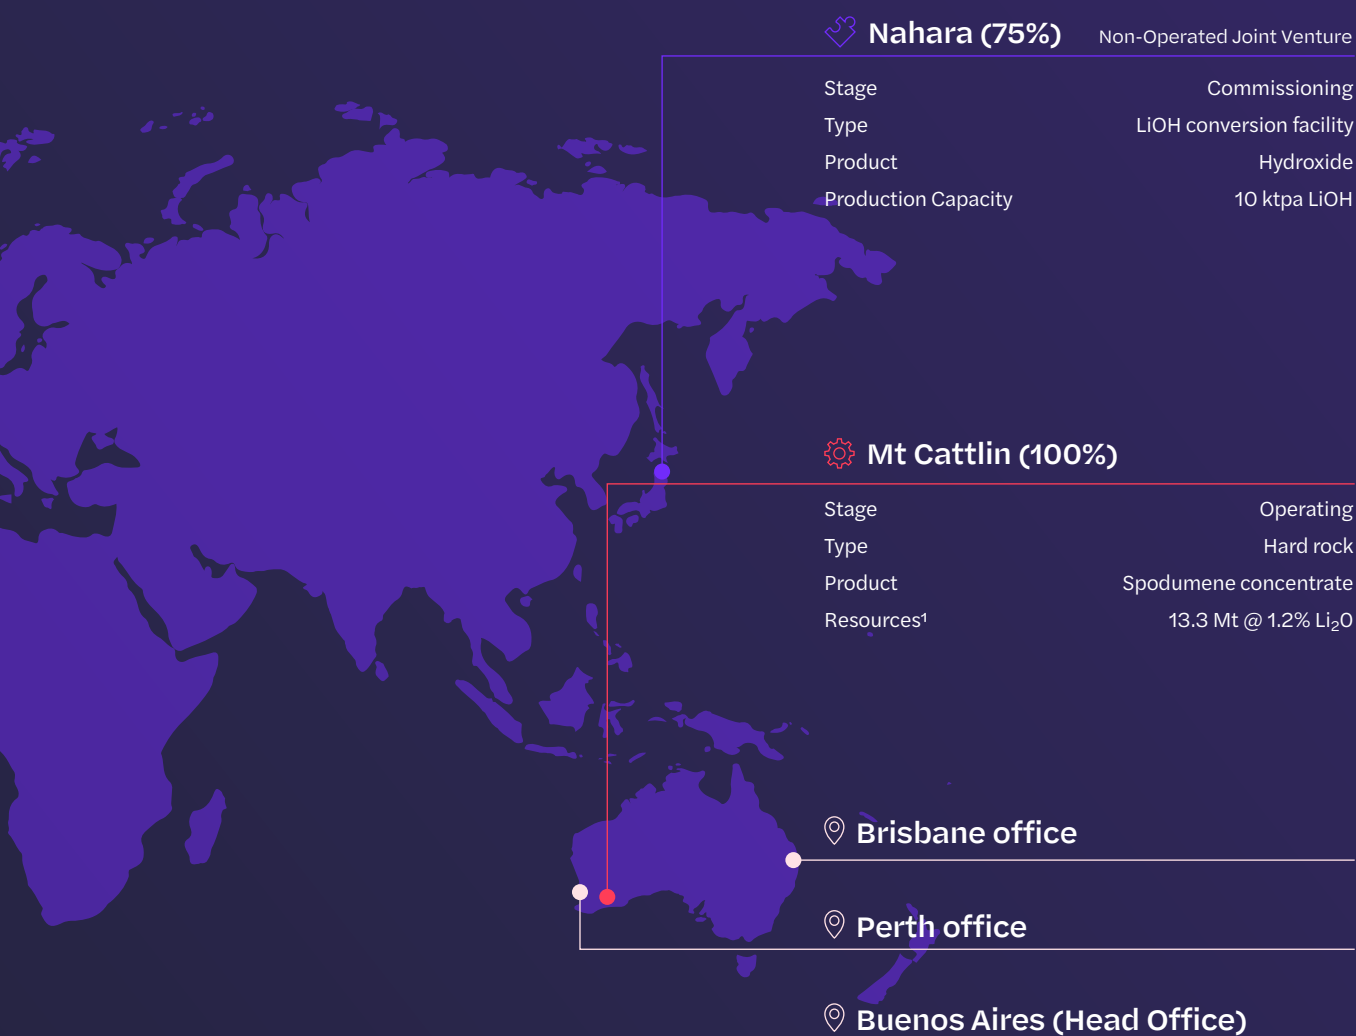 Nahara (75%) Non-Operated Joint Venture
Stage Commissioning
Type LiOH conversion facility
Product Hydroxide
Production Capacity 10 ktpa LiOH
Mt Cattlin (100%)
Stage Operating
Type Hard rock
Product Spodumene concentrate
Resources¹ 13.3 Mt @ 1.2% Li₂0
Brisbane office
Perth office
Buenos Aires (Head Office)